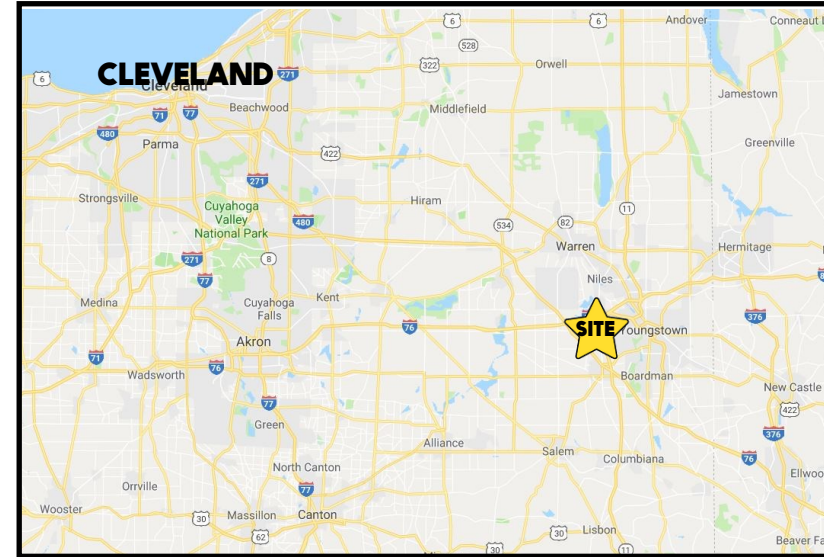 6
6
Andover
Conneaut L
528
CLEVELAND
271
322
Orwell
6
Cleveland
Jamestown
Beachwood
Middlefield
71
77
480
Parma
Greenville
422
271
Strongsville
Hiram
Cuyahoga
Valley
National Park
480
11
534
82
Warren
Hermitage
271
8
77
Niles
Medina
Cuyahoga
Falls
Kent
376
SITE
Youngstown
76
Akron
71
76
Wadsworth
Boardman
New Castle
77
422
Green
376
Alliance
Salem
Columbiana
76
North Canton
Ellwoo
Orrville
77
Wooster
30
Massillon
Canton
62
30
Lisbon
30
11
Beaver Fa